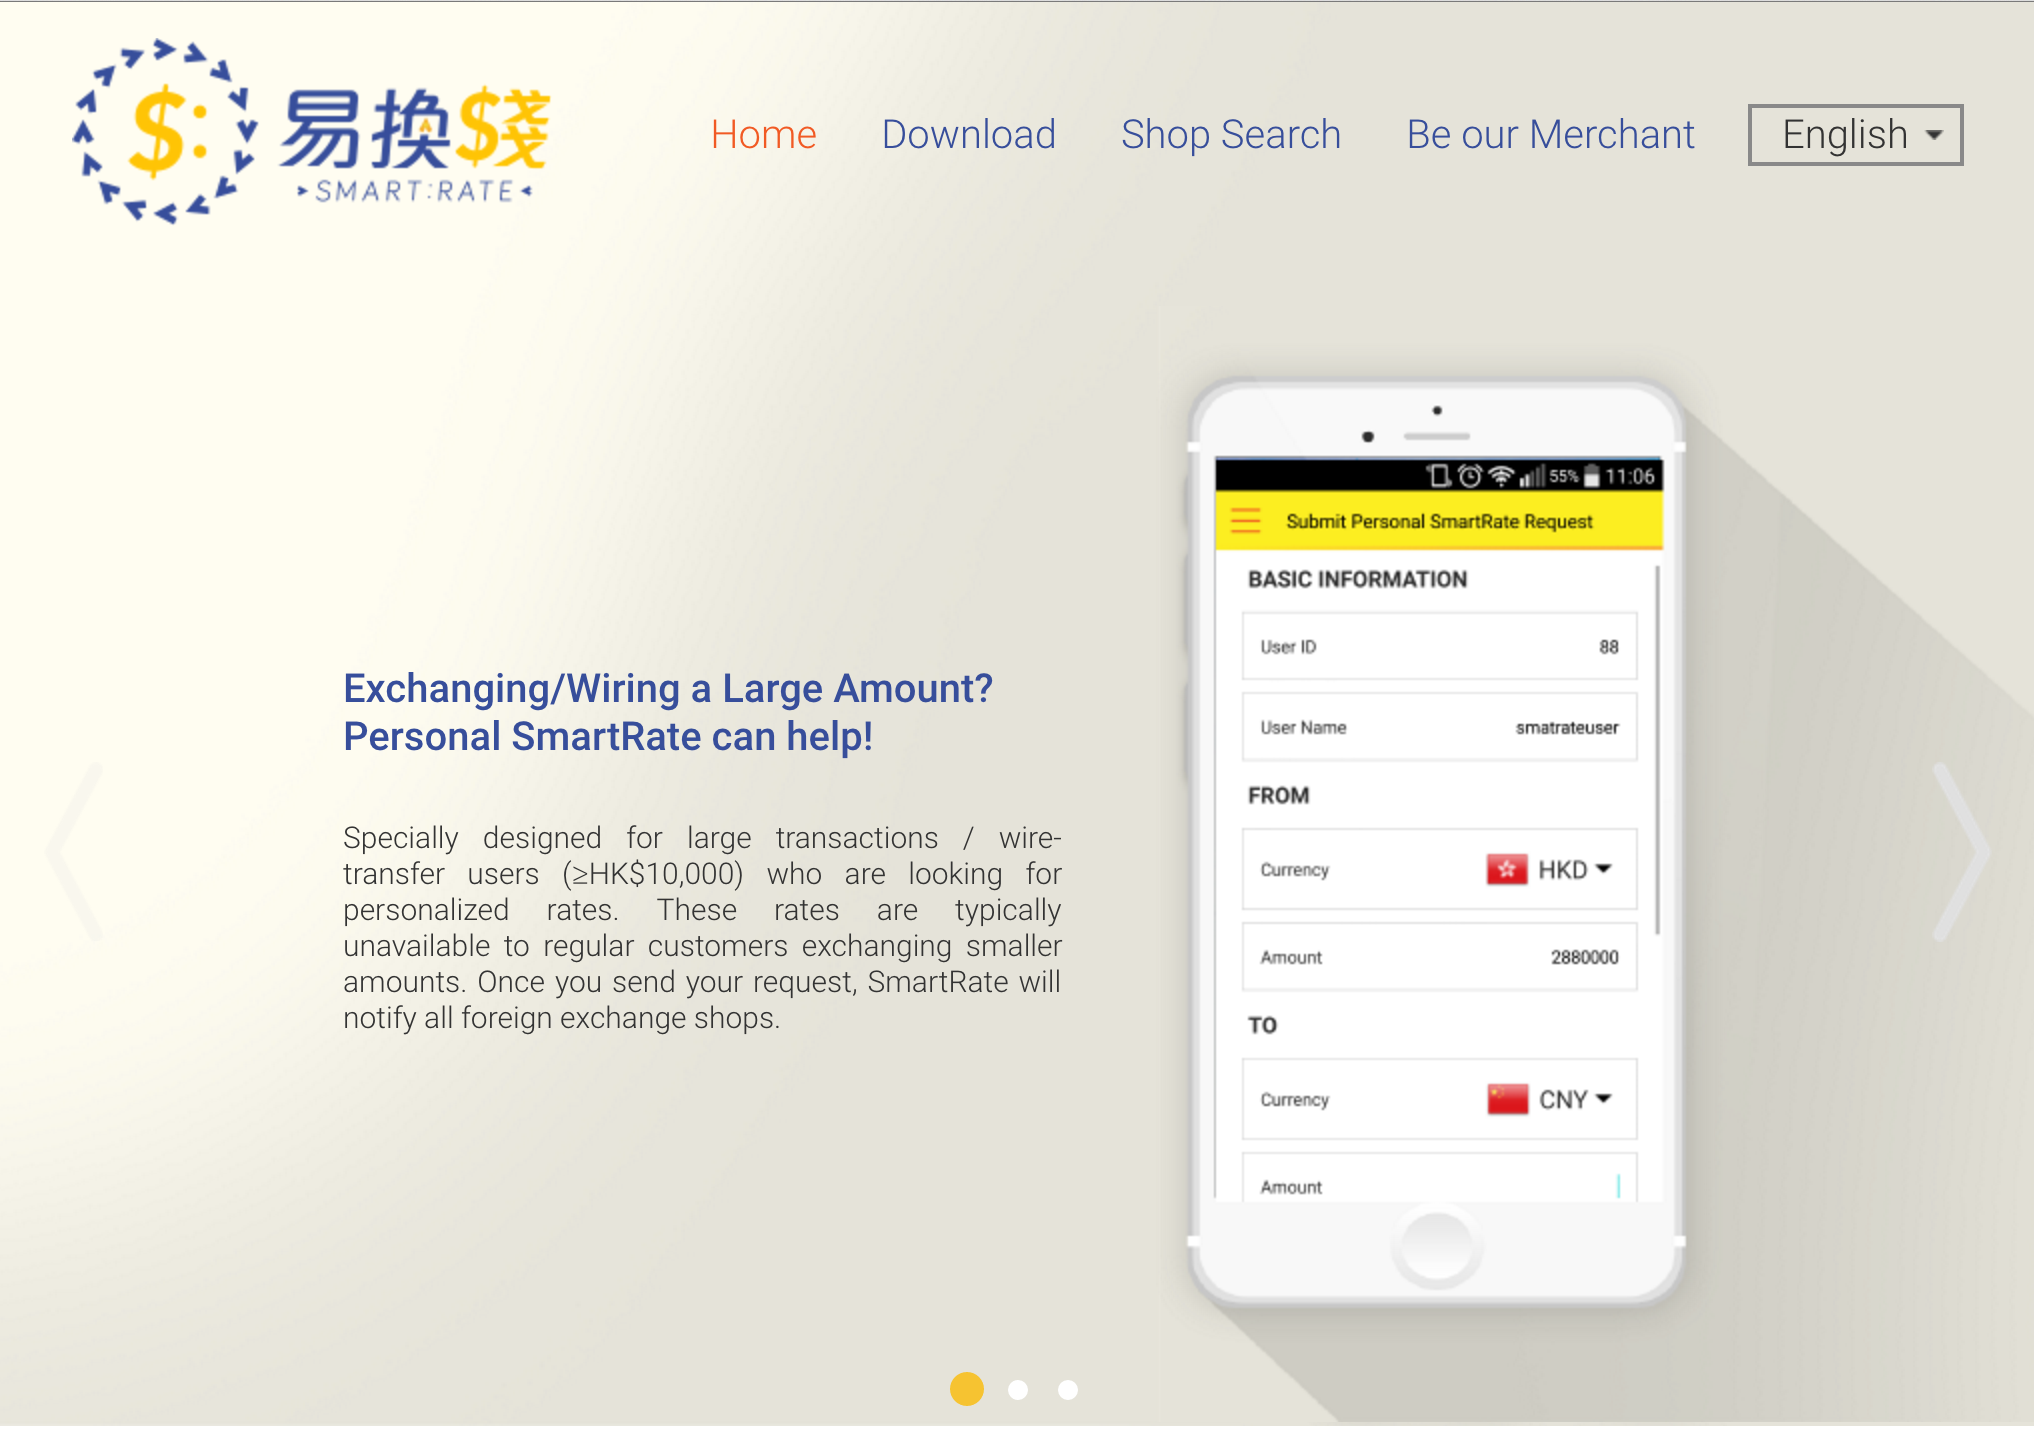 $: 易換$錢
SMART:RATE
Home
Download
Shop Search
Be our Merchant
English
Exchanging/Wiring a Large Amount?
Personal SmartRate can help!
Specially designed for large transactions / wire-
transfer users (≥HK$10,000) who are looking for
personalized rates. These rates are typically
unavailable to regular customers exchanging smaller
amounts. Once you send your request, SmartRate will
notify all foreign exchange shops.
55% 11:06
Submit Personal SmartRate Request
BASIC INFORMATION
User ID 88
User Name smatrateuser
FROM
Currency HKD
Amount 2880000
TO
Currency CNY
Amount